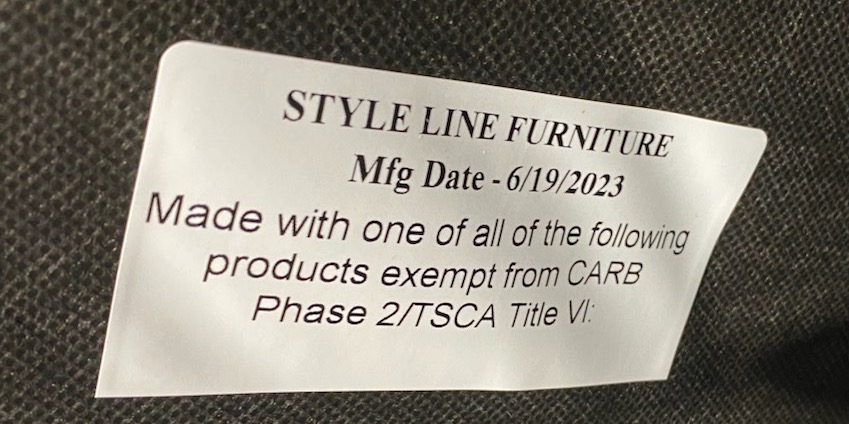 STYLE LINE FURNITURE
Mfg Date - 6/19/2023
Made with one of all of the following
products exempt from CARB
Phase 2/TSCA Title VI: